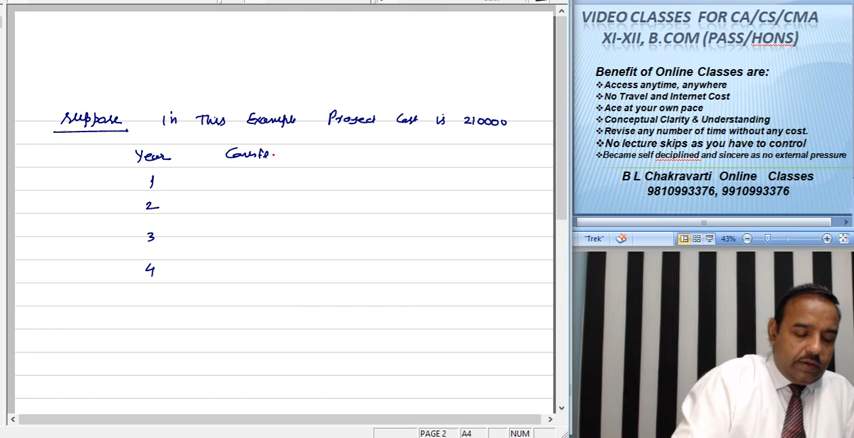 Suppose in This Example Project Cost is 210000
Year
1
2
3
4
PAGE 2 A4 NUM
VIDEO CLASSES FOR CA/CS/CMA
XI-XII, B.COM (PASS/HONS)
Benefit of Online Classes are:
❖Access anytime, anywhere
❖No Travel and Internet Cost
❖Ace at your own pace
❖Conceptual Clarity & Understanding
❖Revise any number of time without any cost.
❖No lecture skips as you have to control
❖Became self deciplined and sincere as no external pressure
B L Chakravarti Online Classes
9810993376, 9910993376
"Trek" 43%